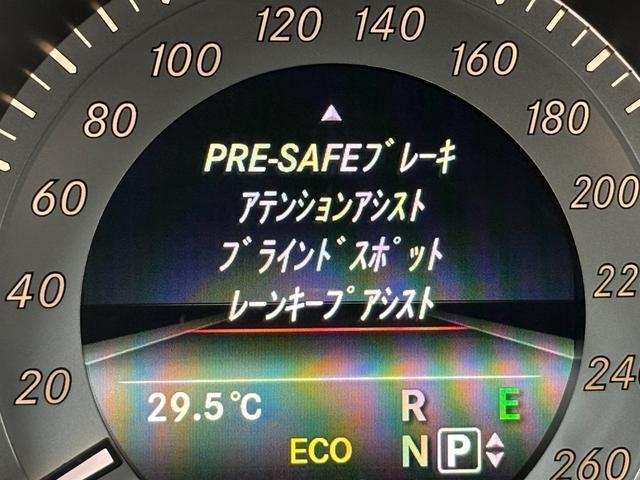 120 140
100 160
80 180
60 200
40 22
20 24
260
PRE-SAFEブレーキ
アテンションアシスト
ブラインドスポット
レーンキープアシスト
29.5℃ R E
ECO N P